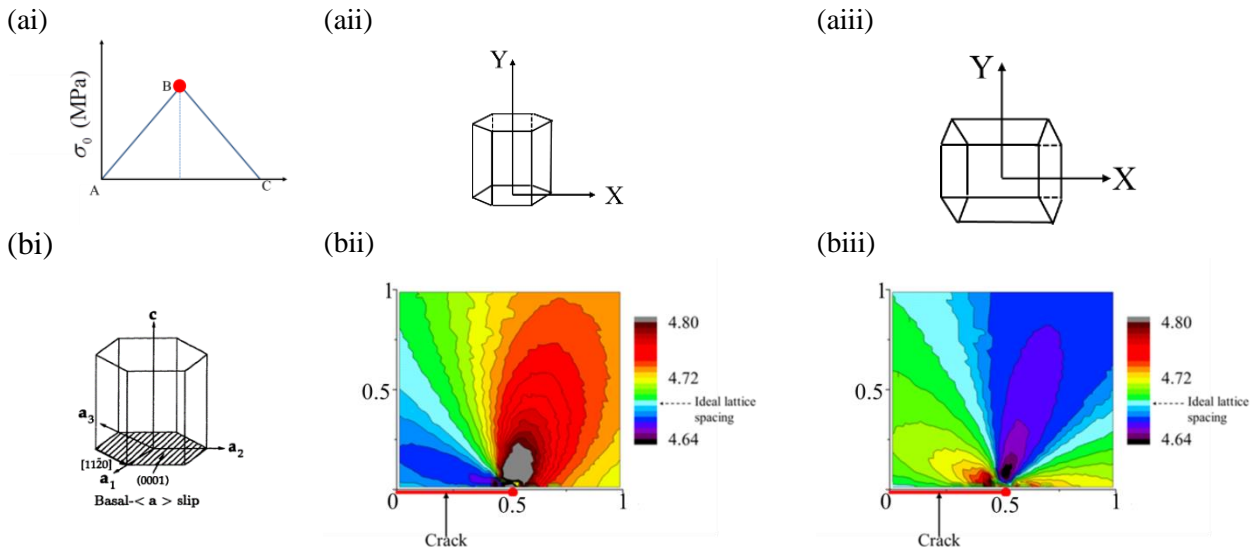 (ai)
(aii)
(aiii)
σ₀ (MPa)
B
A
C
Y
X
Y
X
(bi)
(bii)
(biii)
c
a₃
a₂
[112̄0]
(0001)
a₁
Basal-< a > slip
1
0.5
0
0.5
1
Crack
4.80
4.72
Ideal lattice
spacing
4.64
1
0.5
0
0.5
1
Crack
4.80
4.72
Ideal lattice
spacing
4.64